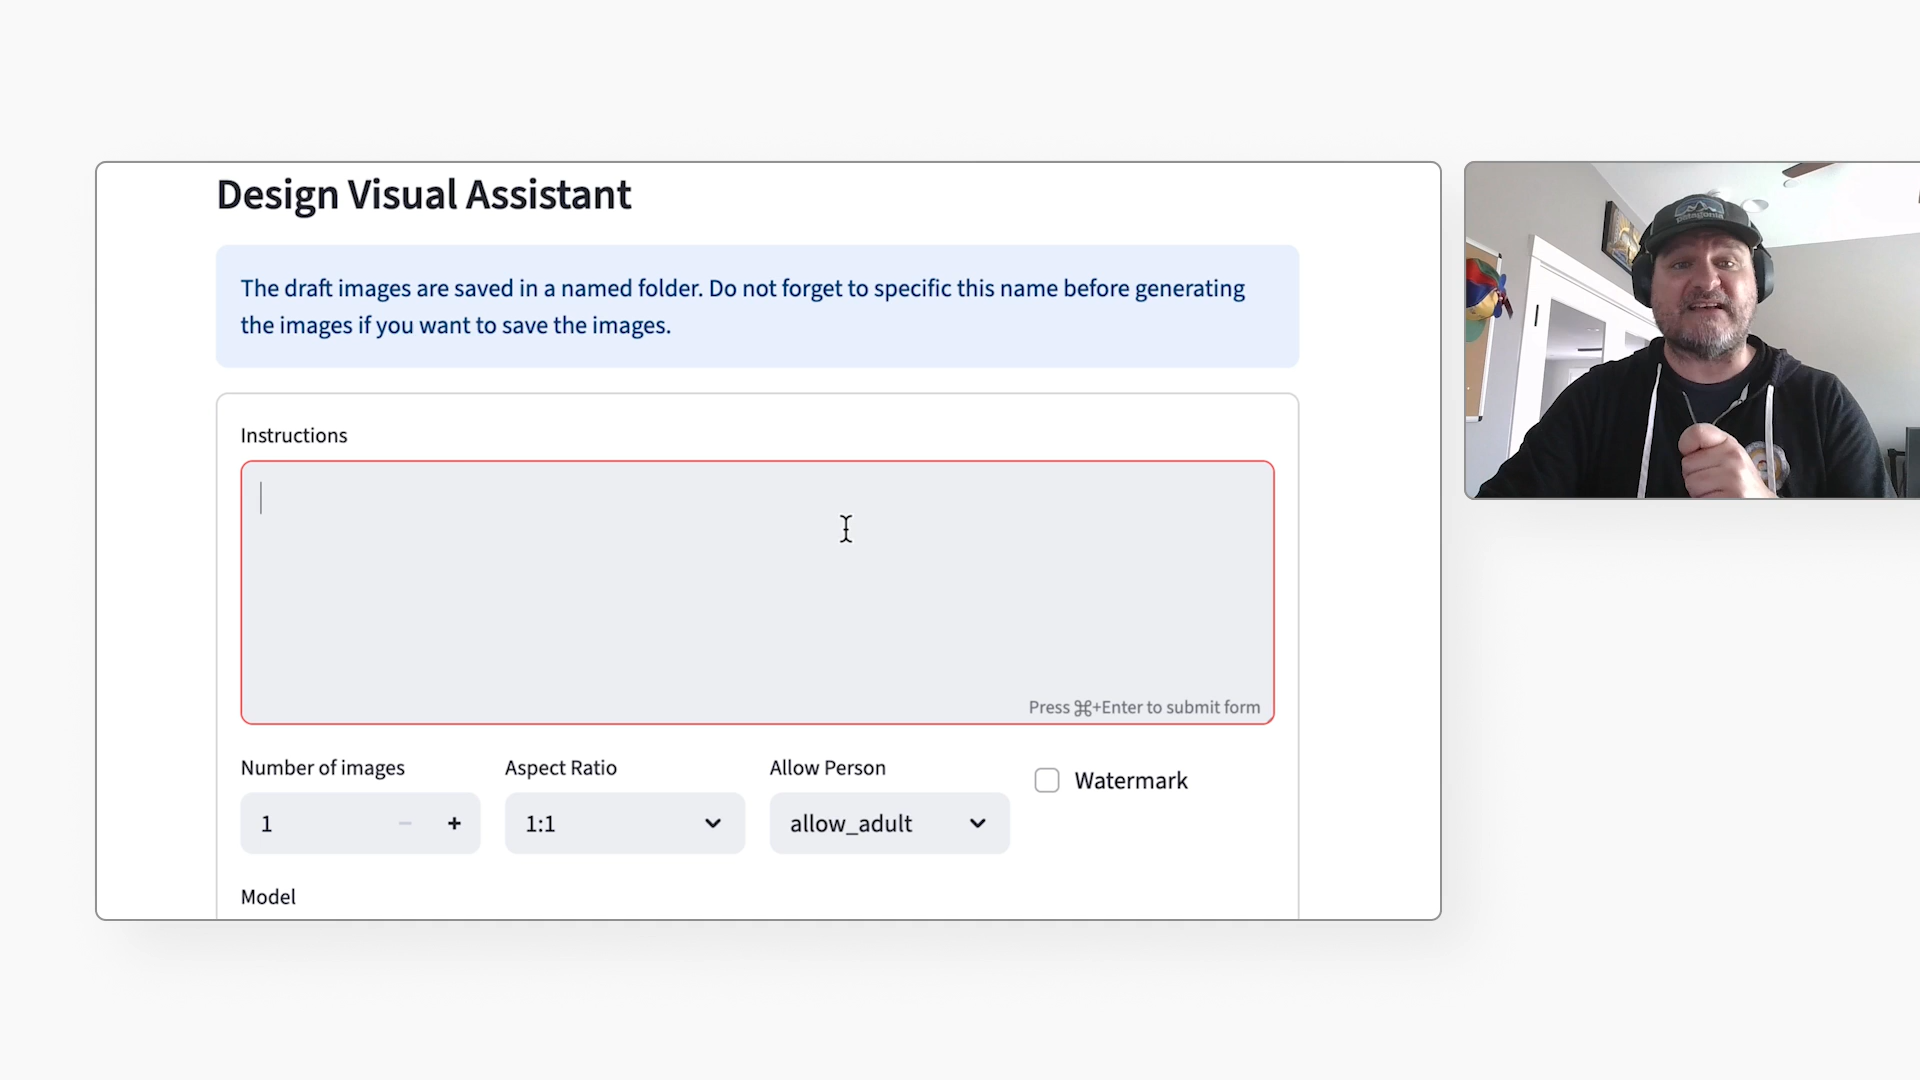 Design Visual Assistant
The draft images are saved in a named folder. Do not forget to specific this name before generating
the images if you want to save the images.
Instructions
Press ⌘+Enter to submit form
Number of images
Aspect Ratio
Allow Person
Watermark
1
1:1
allow_adult
Model
patagonia